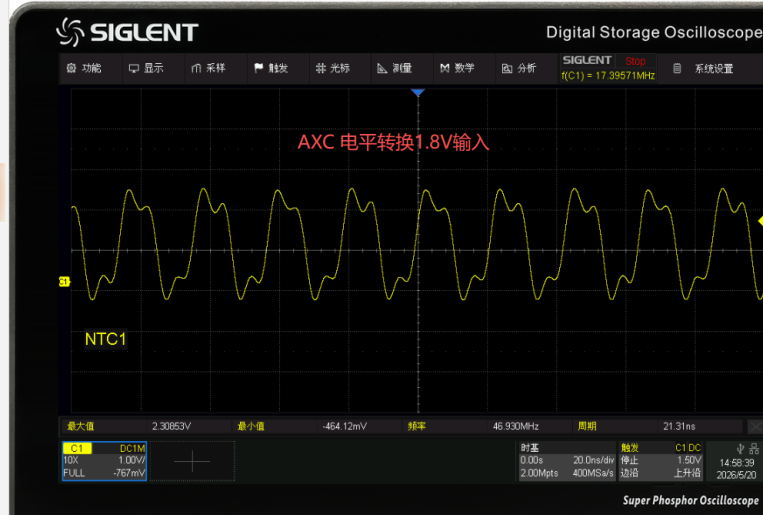 SIGLENT
Digital Storage Oscilloscope
功能 显示 采样 触发 光标 测量 数学 分析 SIGLENT Stop 系统设置
f(C1) = 17.39571MHz
AXC 电平转换1.8V输入
C1
NTC1
最大值 2.30853V 最小值 -464.12mV 频率 46.930MHz 周期 21.31ns
C1 DC1M 时基 触发 C1 DC
10X 1.00V/ 0.00s 20.0ns/div 停止 1.50V 14:58:39
FULL -767mV 2.00Mpts 400MSa/s 边沿 上升沿 2026/5/20
Super Phosphor Oscilloscope